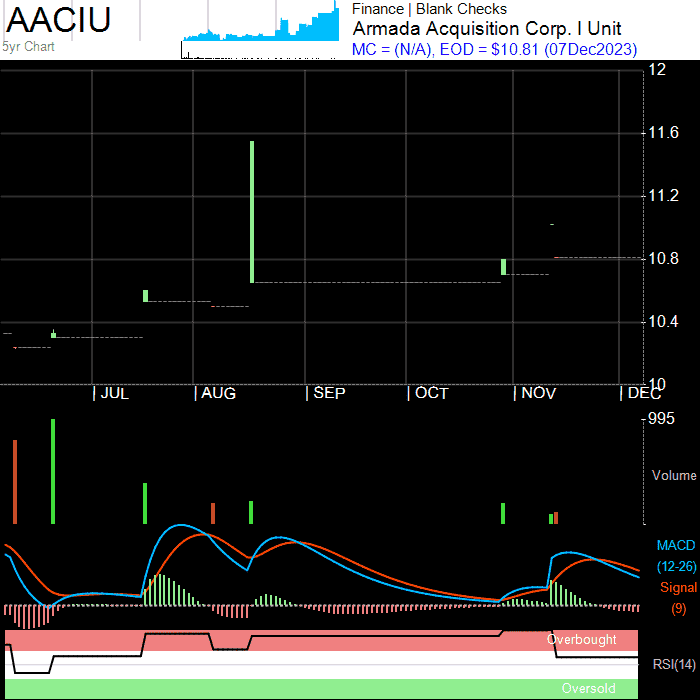 AACIU
5yr Chart
Finance | Blank Checks
Armada Acquisition Corp. I Unit
MC = (N/A), EOD = $10.81 (07Dec2023)
12
11.6
11.2
10.8
10.4
10
JUL AUG SEP OCT NOV DEC
995
Volume
MACD
(12-26)
Signal
(9)
Overbought
RSI(14)
Oversold